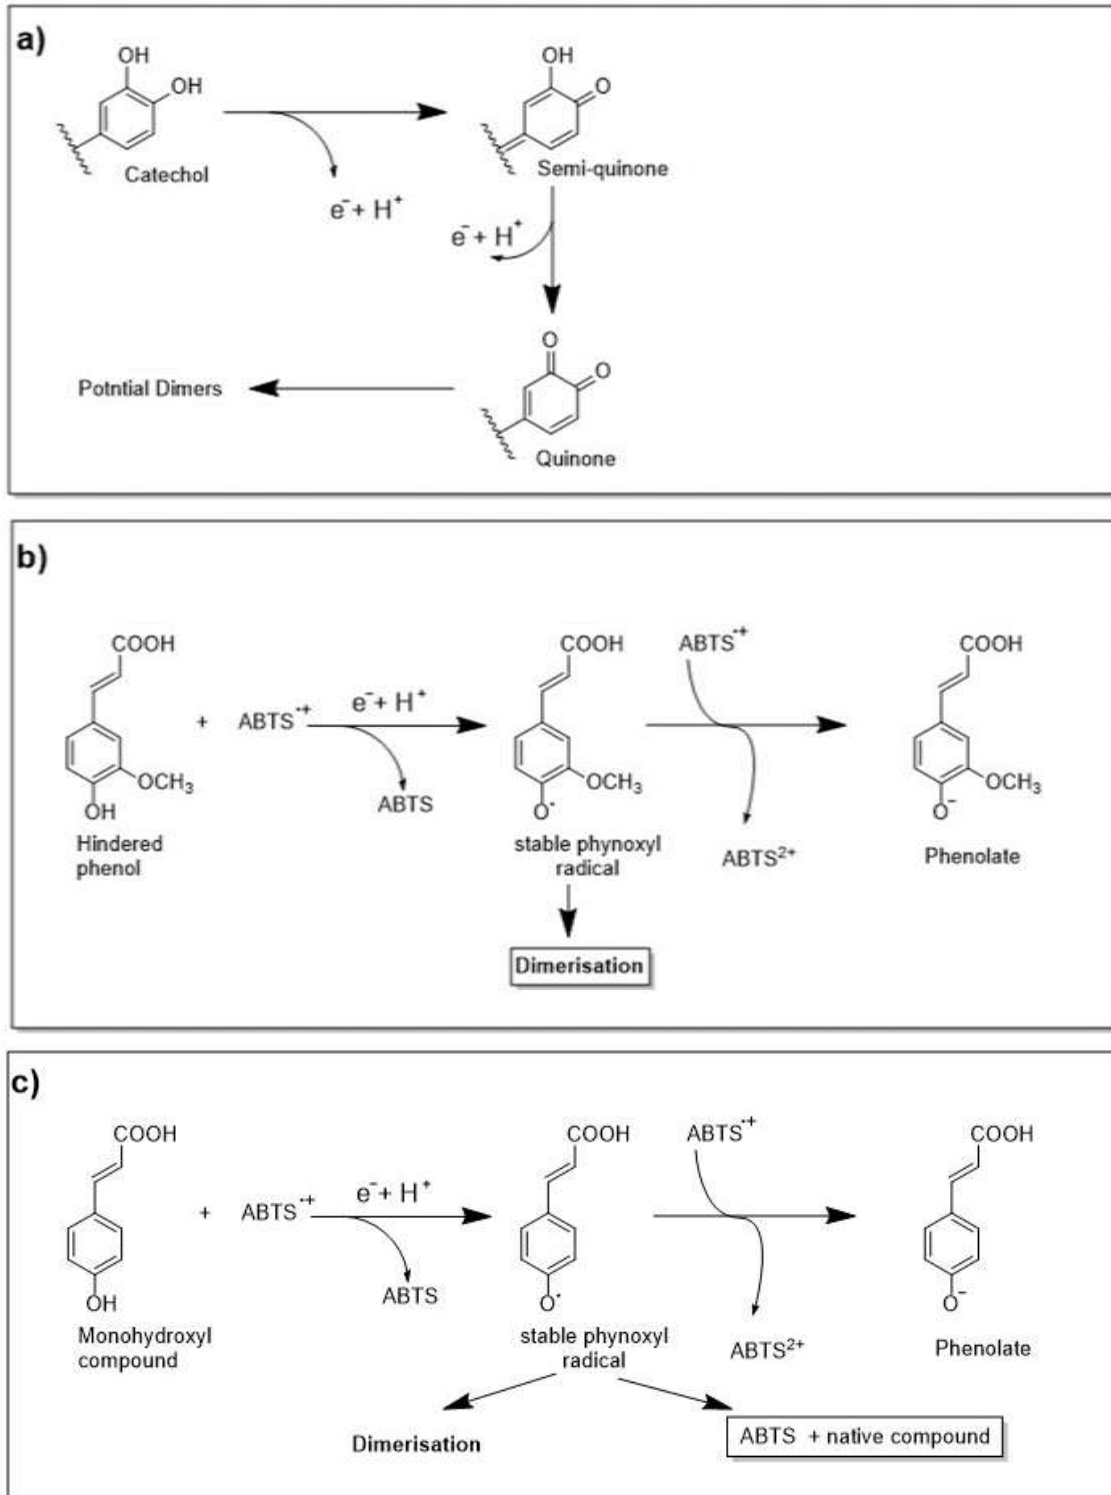 a)
OH
OH
Catechol
e⁻+ H⁺
OH
O
Semi-quinone
e⁻+ H⁺
O
O
Quinone
Potntial Dimers
b)
COOH
OCH₃
OH
Hindered
phenol
+
ABTS·⁺
e⁻+ H⁺
ABTS
COOH
OCH₃
O·
stable phynoxyl
radical
Dimerisation
ABTS·⁺
ABTS²⁺
COOH
OCH₃
O⁻
Phenolate
c)
COOH
OH
Monohydroxyl
compound
+
ABTS·⁺
e⁻+ H⁺
ABTS
COOH
O·
stable phynoxyl
radical
Dimerisation
ABTS + native compound
ABTS·⁺
ABTS²⁺
COOH
O⁻
Phenolate